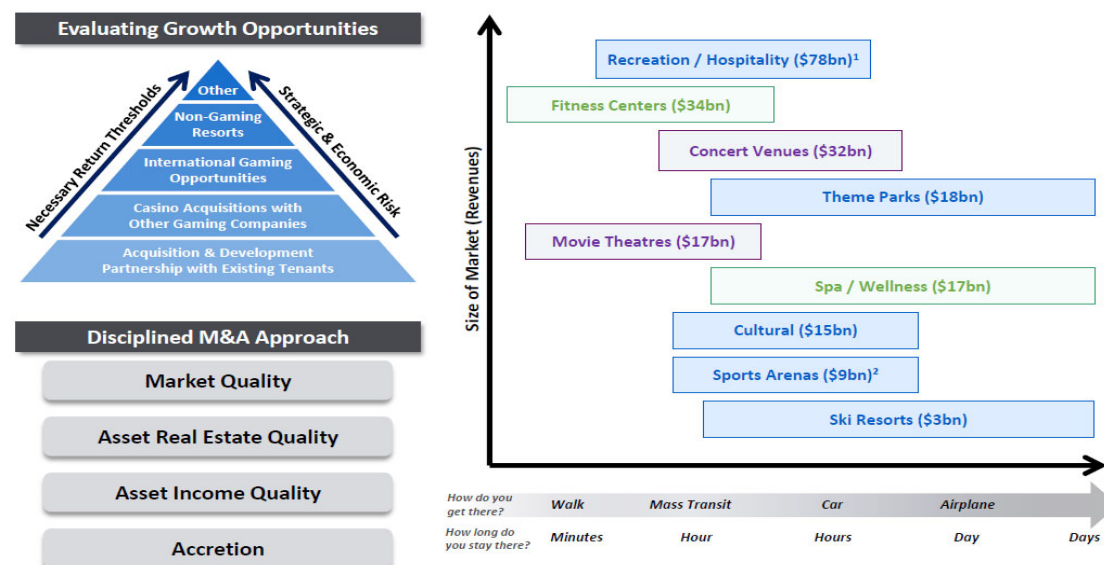 Evaluating Growth Opportunities
Necessary Return Thresholds
Strategic & Economic Risk
Other
Non-Gaming
Resorts
International Gaming
Opportunities
Casino Acquisitions with
Other Gaming Companies
Acquisition & Development
Partnership with Existing Tenants
Disciplined M&A Approach
Market Quality
Asset Real Estate Quality
Asset Income Quality
Accretion
Size of Market (Revenues)
Recreation / Hospitality ($78bn)¹
Fitness Centers ($34bn)
Concert Venues ($32bn)
Theme Parks ($18bn)
Movie Theatres ($17bn)
Spa / Wellness ($17bn)
Cultural ($15bn)
Sports Arenas ($9bn)²
Ski Resorts ($3bn)
How do you
get there?
Walk Mass Transit Car Airplane
How long do
you stay there?
Minutes Hour Hours Day Days